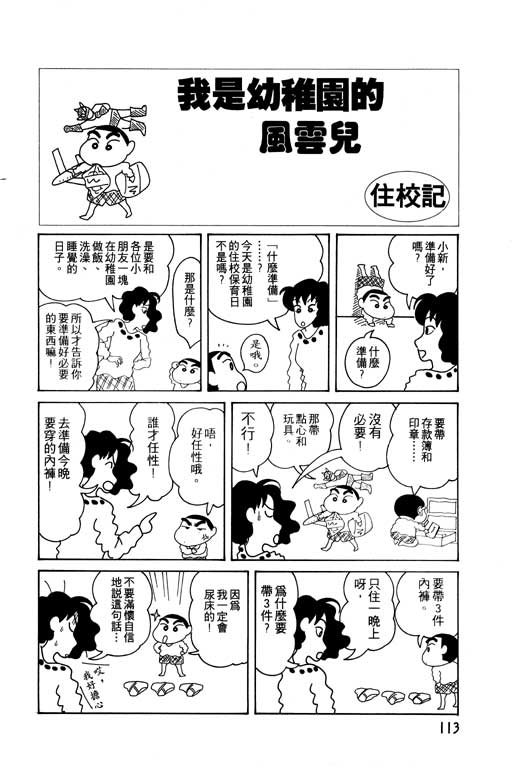 我是幼稚園的
風雲兒
住校記
小新，
準備好了
嗎？
什麼
準備？
「什麼準備」
……？
今天是幼稚園
的住校保育日
不是嗎？
是哦。
那是什麼？
是要和
各位小
朋友一塊
在幼稚園
做飯、
洗澡、
睡覺的
日子。
所以才告訴你
要準備好必要
的東西嘛！
要帶
存款簿和
印章……
沒有
必要！
那帶
點心和
玩具。
不行！
唔，
好任性哦。
誰才任性！
去準備今晚
要穿的內褲！
要帶3件
內褲。
只住一晚上
呀，
為什麼要
帶3件？
因為
我一定會
尿床的！
不要滿懷自信
地說這句話…
哎，
我好擔心
113